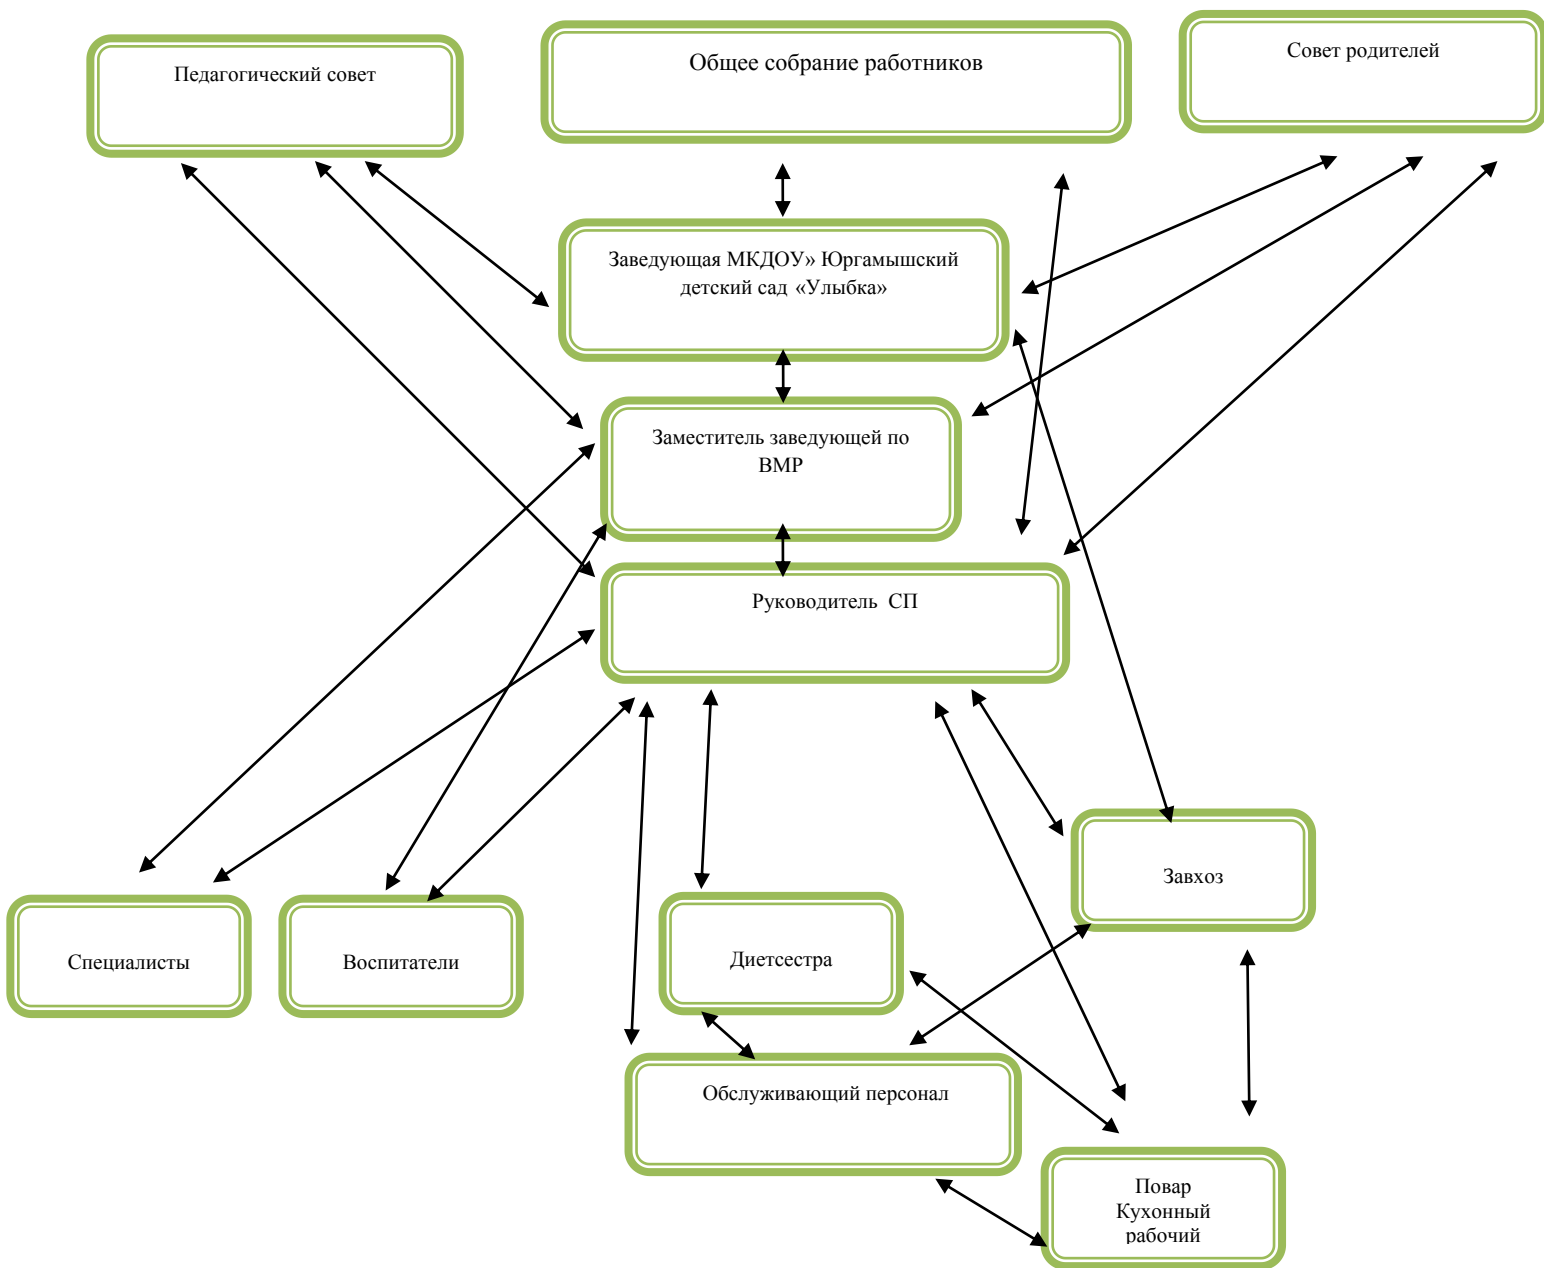 Педагогический совет
Общее собрание работников
Совет родителей
Заведующая МКДОУ» Юргамышский
детский сад «Улыбка»
Заместитель заведующей по
ВМР
Руководитель СП
Завхоз
Специалисты
Воспитатели
Диетсестра
Обслуживающий персонал
Повар
Кухонный
рабочий